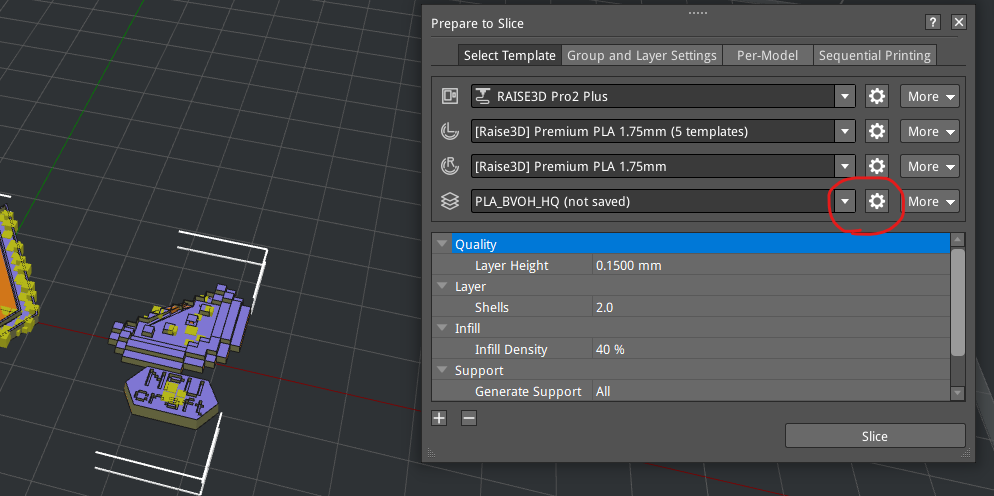 Prepare to Slice
?
Select Template Group and Layer Settings Per-Model Sequential Printing
RAISE3D Pro2 Plus More
L [Raise3D] Premium PLA 1.75mm (5 templates) More
R [Raise3D] Premium PLA 1.75mm More
PLA_BVOH_HQ (not saved) More
Quality
Layer Height 0.1500 mm
Layer
Shells 2.0
Infill
Infill Density 40 %
Support
Generate Support All
Slice
craft